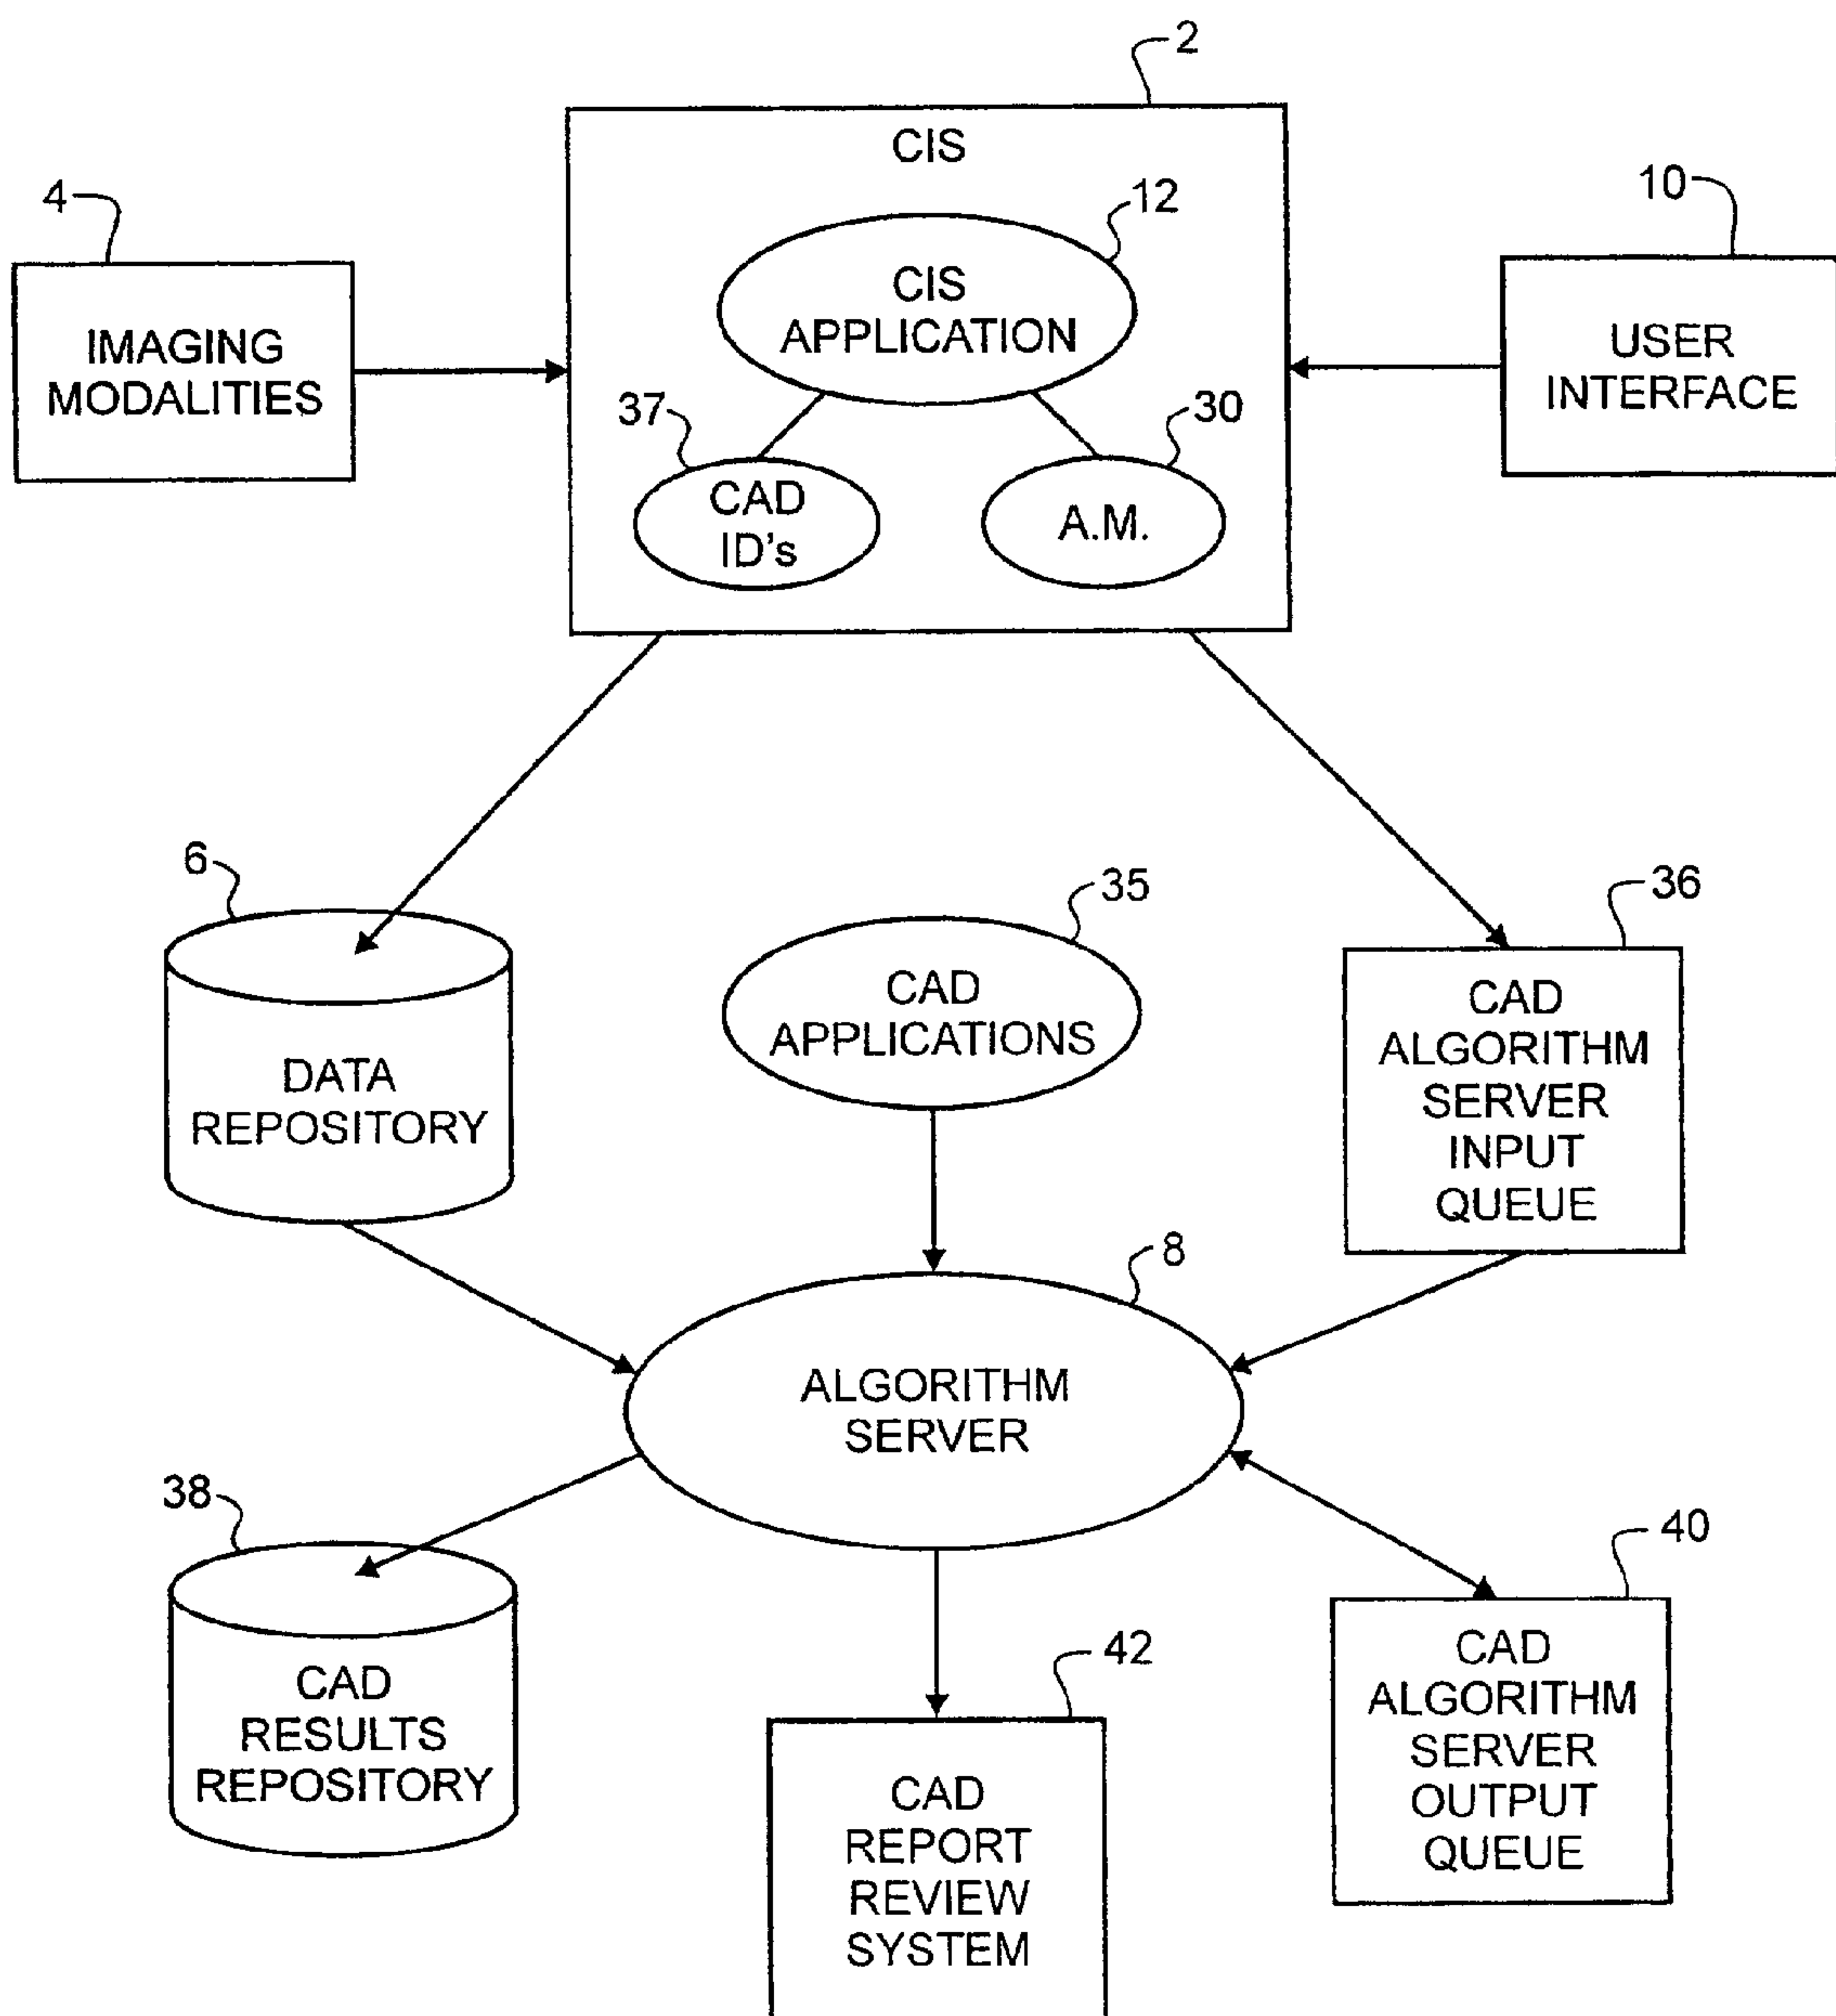 2
CIS
4
12
10
CIS
APPLICATION
IMAGING
MODALITIES
USER
INTERFACE
37
30
CAD
ID's
A.M.
6
35
36
CAD
APPLICATIONS
CAD
ALGORITHM
SERVER
INPUT
QUEUE
DATA
REPOSITORY
8
ALGORITHM
SERVER
38
40
42
CAD
RESULTS
REPOSITORY
CAD
REPORT
REVIEW
SYSTEM
CAD
ALGORITHM
SERVER
OUTPUT
QUEUE